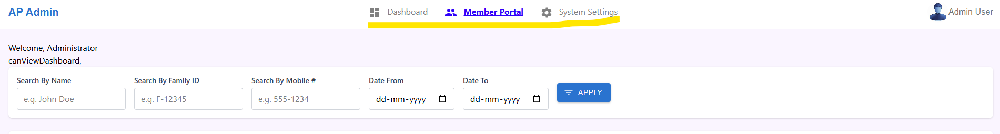 AP Admin
Dashboard
Member Portal
System Settings
Admin User
Welcome, Administrator
canViewDashboard,
Search By Name
Search By Family ID
Search By Mobile #
Date From
Date To
e.g. John Doe
e.g. F-12345
e.g. 555-1234
dd-mm-yyyy
dd-mm-yyyy
APPLY